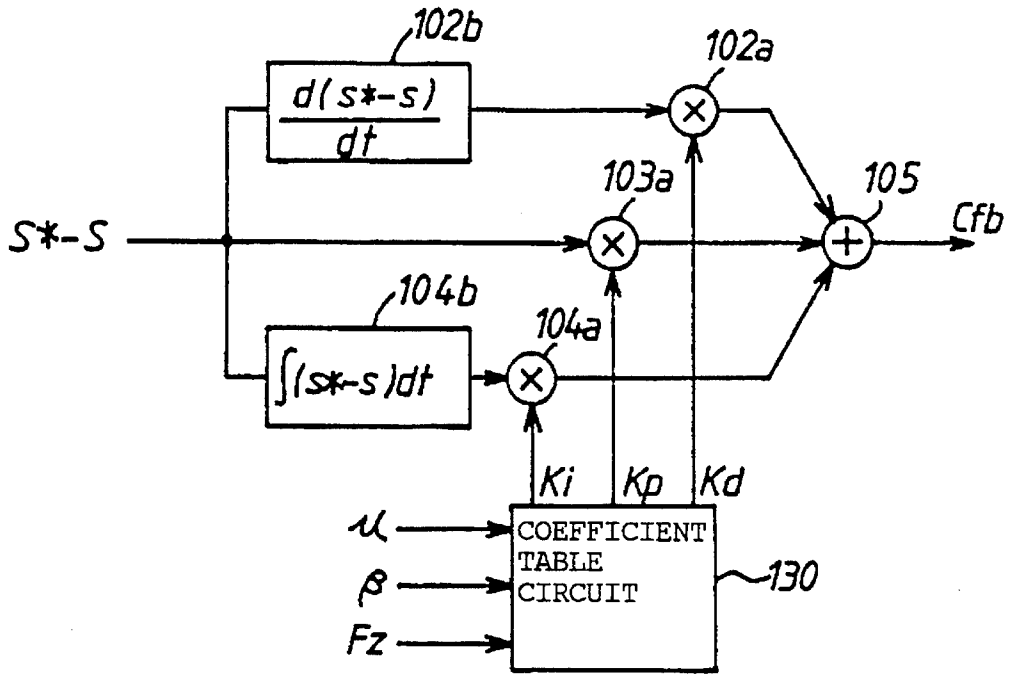 102b
102a
d(s*-s)
dt
103a
105
S*-S
Cfb
104b
104a
∫(s*-s)dt
Ki Kp Kd
μ
COEFFICIENT
TABLE
CIRCUIT
β
130
Fz